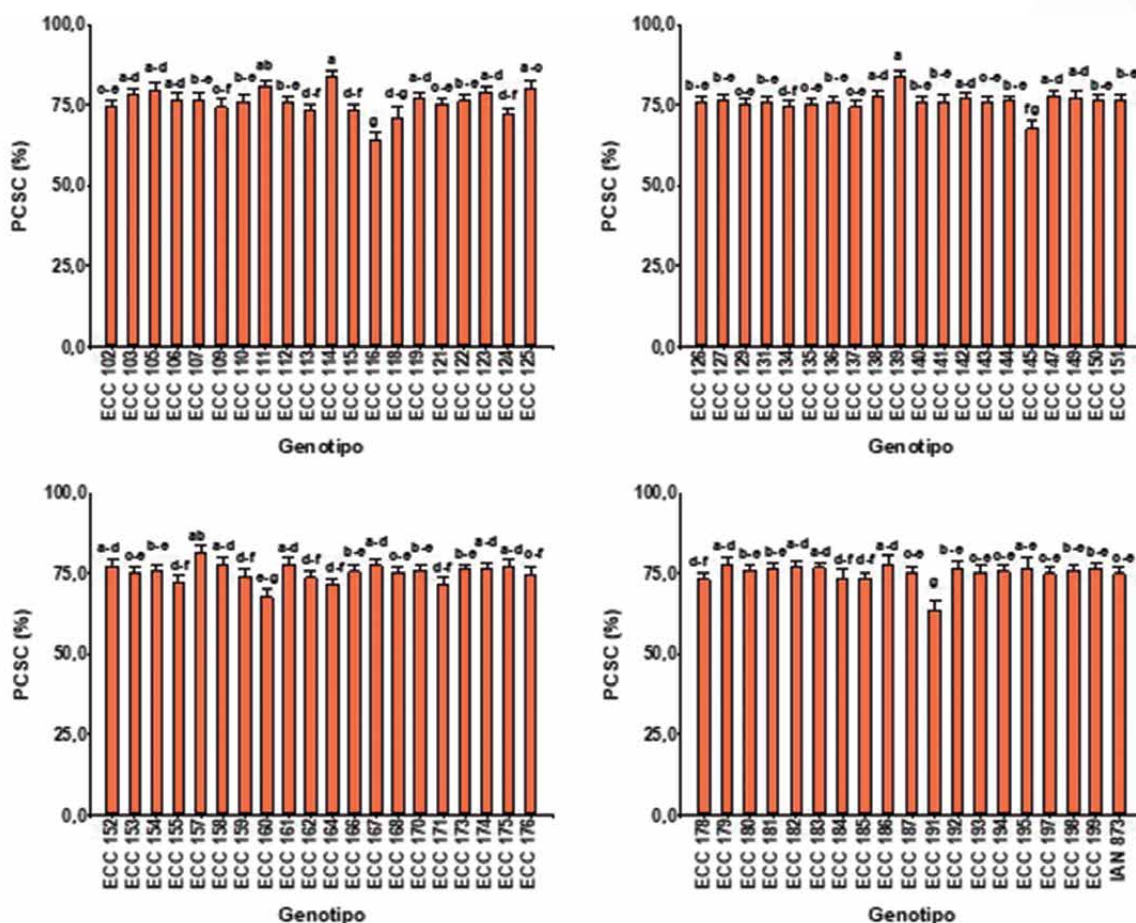 100,0
75,0
50,0
25,0
0,0
PCSC (%)
c-e a-d a-d a-d b-e c-f b-e ab b-e d-f a d-f g d-g a-d c-e b-e a-d d-f a-c
ECC 102
ECC 103
ECC 105
ECC 106
ECC 107
ECC 109
ECC 110
ECC 111
ECC 112
ECC 113
ECC 114
ECC 115
ECC 116
ECC 118
ECC 119
ECC 121
ECC 122
ECC 123
ECC 124
ECC 125
Genotipo
100,0
75,0
50,0
25,0
0,0
PCSC (%)
b-e b-e c-e b-e d-f c-e b-e c-e a-d a b-e b-e a-d c-e b-e fg a-d a-d b-e b-e
ECC 126
ECC 127
ECC 129
ECC 131
ECC 134
ECC 135
ECC 136
ECC 137
ECC 138
ECC 139
ECC 140
ECC 141
ECC 142
ECC 143
ECC 144
ECC 145
ECC 147
ECC 149
ECC 150
ECC 151
Genotipo
100,0
75,0
50,0
25,0
0,0
PCSC (%)
a-d c-e b-e d-f ab a-d d-f e-g a-d d-f d-f b-e a-d c-e b-e d-f b-e a-d a-d c-f
ECC 152
ECC 153
ECC 154
ECC 155
ECC 157
ECC 158
ECC 159
ECC 160
ECC 161
ECC 162
ECC 164
ECC 166
ECC 167
ECC 168
ECC 170
ECC 171
ECC 173
ECC 174
ECC 175
ECC 176
Genotipo
100,0
75,0
50,0
25,0
0,0
PCSC (%)
d-f a-d b-e b-e a-d a-d d-f d-f a-d c-e g b-e c-e c-e a-e c-e b-e b-e c-e
ECC 178
ECC 179
ECC 180
ECC 181
ECC 182
ECC 183
ECC 184
ECC 185
ECC 186
ECC 187
ECC 191
ECC 192
ECC 193
ECC 194
ECC 195
ECC 197
ECC 198
ECC 199
IAN 873
Genotipo